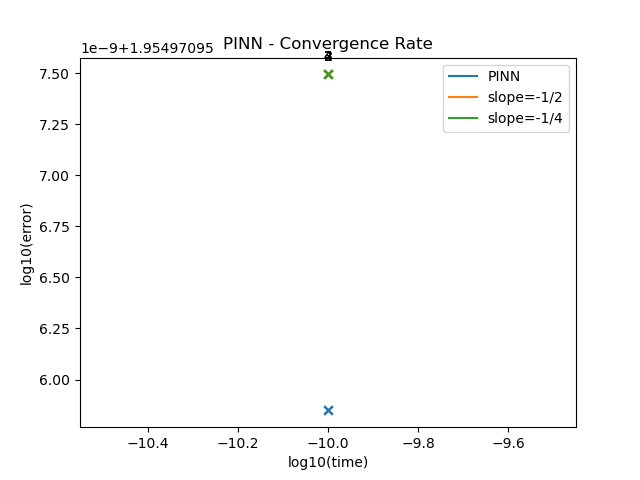 PINN - Convergence Rate
1e−9+1.95497095
7.50
7.25
7.00
6.75
6.50
6.25
6.00
log10(error)
PINN
slope=-1/2
slope=-1/4
−10.4
−10.2
−10.0
−9.8
−9.6
log10(time)